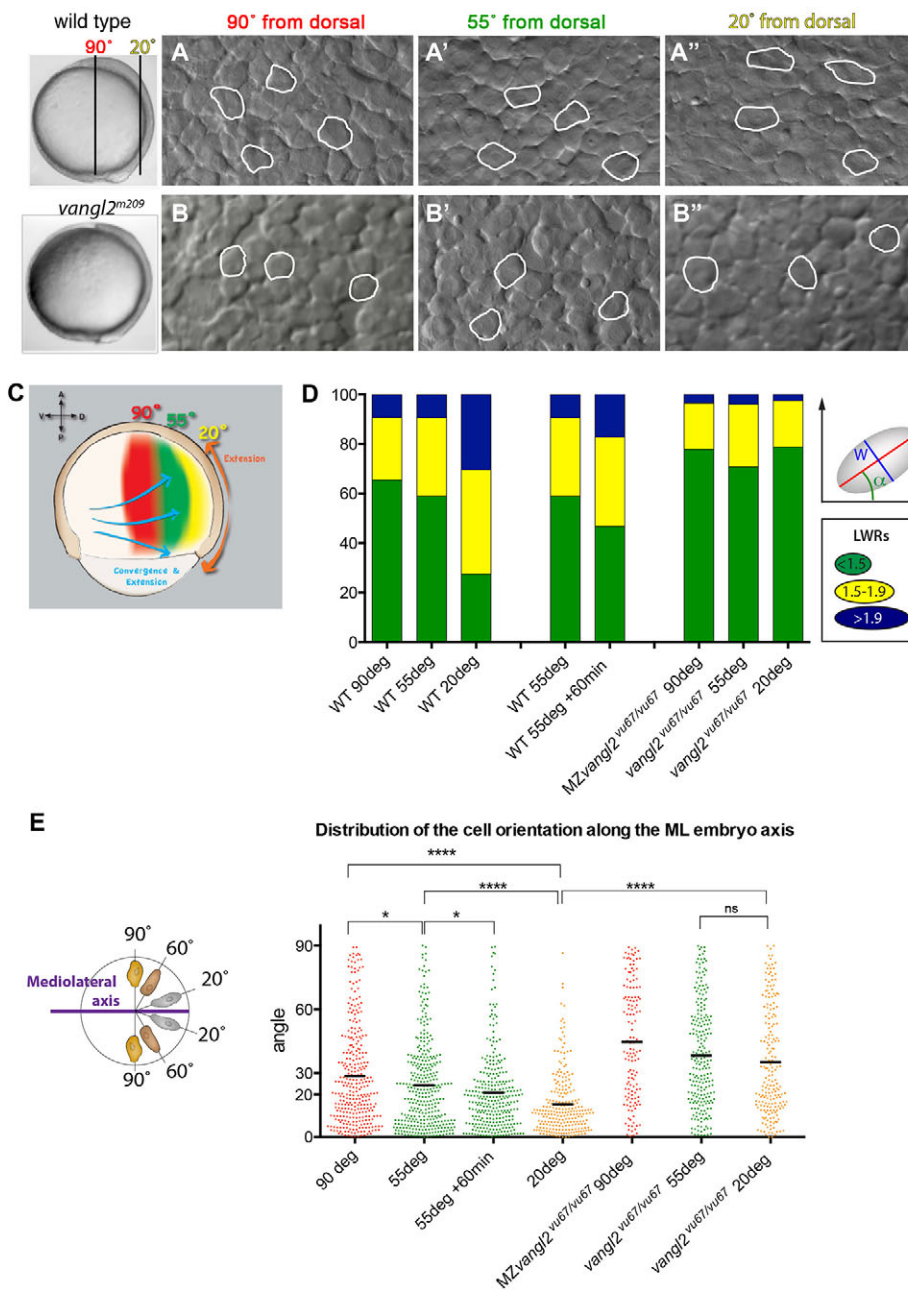 wild type
90° from dorsal
55° from dorsal
20° from dorsal
90° 20°
A
A'
A''
vangl2m209
B
B'
B''
C
A
V D
P
90°
55°
20°
Extension
Convergence &
Extension
D
100
80
60
40
20
0
WT 90deg
WT 55deg
WT 20deg
WT 55deg
WT 55deg +60min
MZvangl2vu67/vu67 90deg
vangl2vu67/vu67 55deg
vangl2vu67/vu67 20deg
W
α
LWRs
<1.5
1.5-1.9
>1.9
E
Distribution of the cell orientation along the ML embryo axis
****
**** ****
* * ns
90°
60°
20°
Mediolateral
axis
20°
60°
90°
angle
90
60
30
20
0
90 deg
55deg
55deg +60min
20deg
MZvangl2vu67/vu67 90deg
vangl2vu67/vu67 55deg
vangl2vu67/vu67 20deg